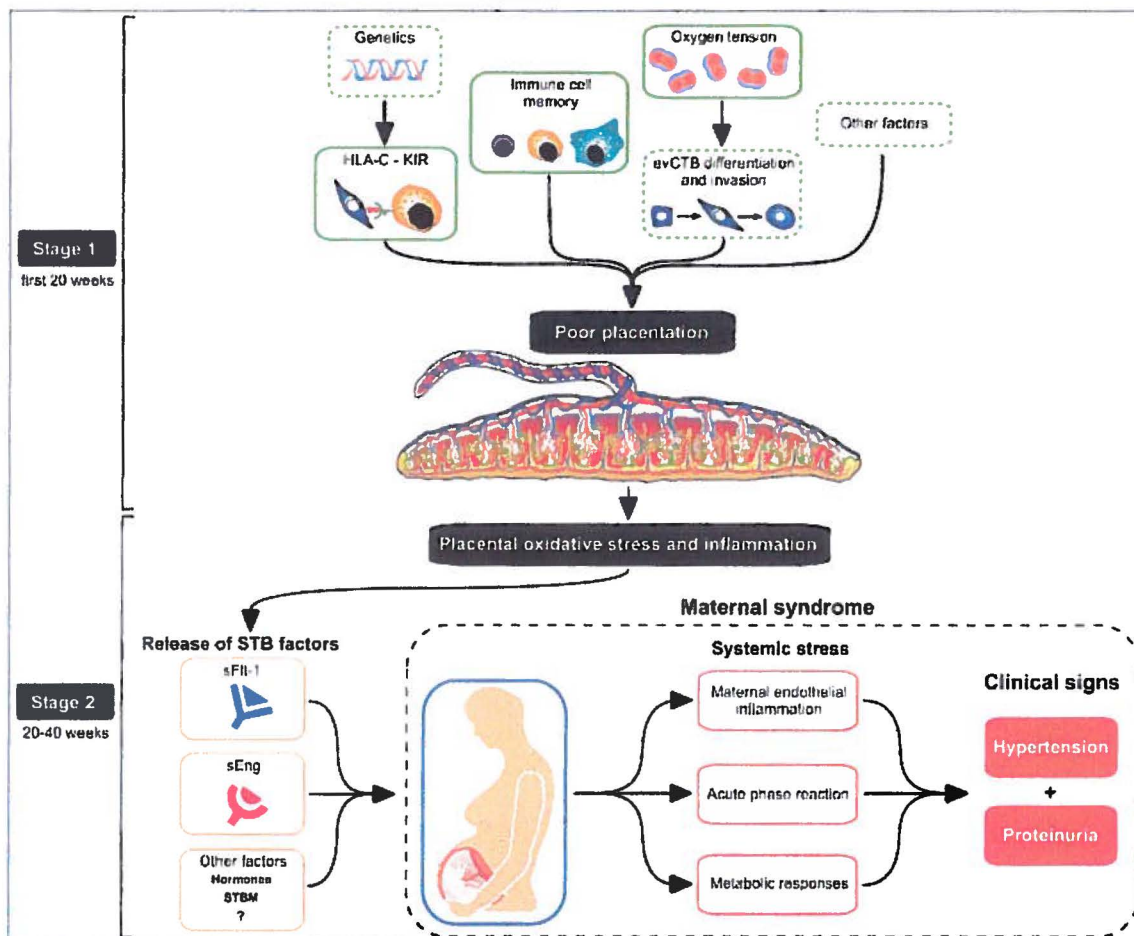 Genetics
Oxygen tension
Immune cell
memory
Other factors
HLA-C - KIR
evCTB differentiation
and invasion
Stage 1
first 20 weeks
Poor placentation
Placental oxidative stress and inflammation
Maternal syndrome
Release of STB factors
Systemic stress
sFlt-1
Clinical signs
Maternal endothelial
inflammation
Stage 2
20-40 weeks
Hypertension
sEng
Acute phase reaction
+
Proteinuria
Other factors
Hormones
STBM
?
Metabolic responses